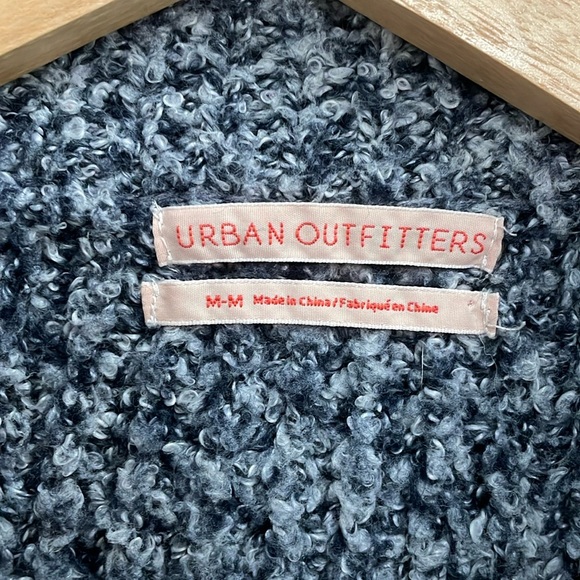 URBAN OUTFITTERS
M-M Made in China/Fabriqué en Chine